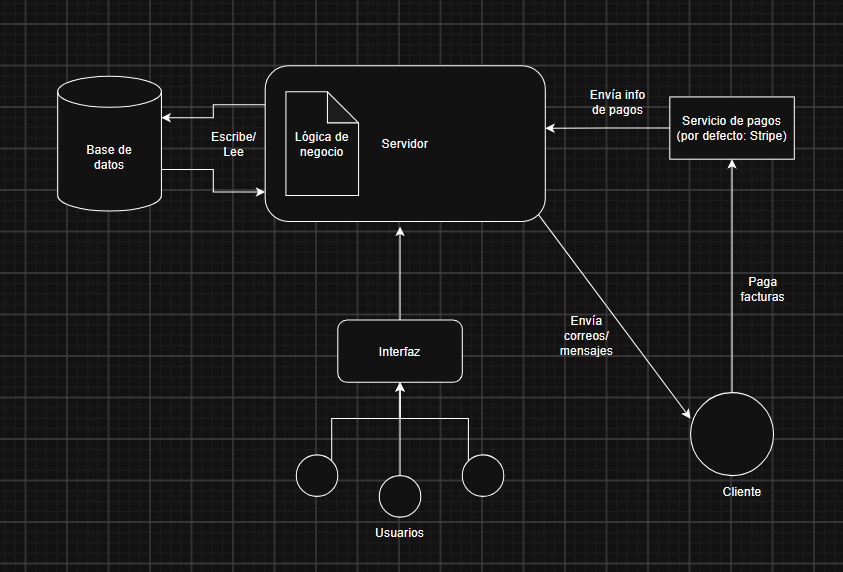 Envía info
de pagos
Servicio de pagos
(por defecto: Stripe)
Base de
datos
Escribe/
Lee
Lógica de
negocio
Servidor
Paga
facturas
Envía
correos/
mensajes
Interfaz
Cliente
Usuarios